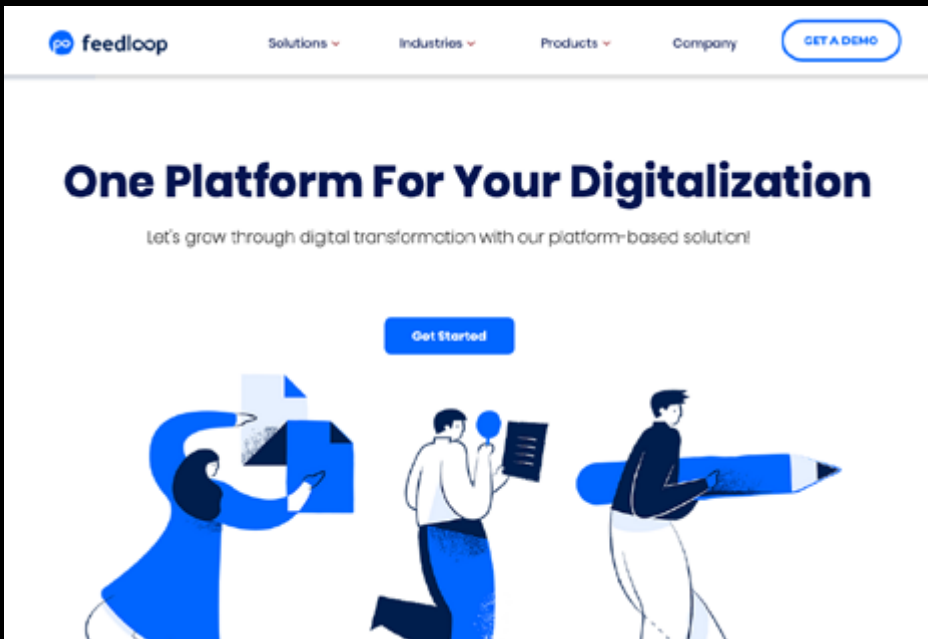 feedloop
Solutions
Industries
Products
Company
GET A DEMO
One Platform For Your Digitalization
Let's grow through digital transformation with our platform-based solution!
Get Started